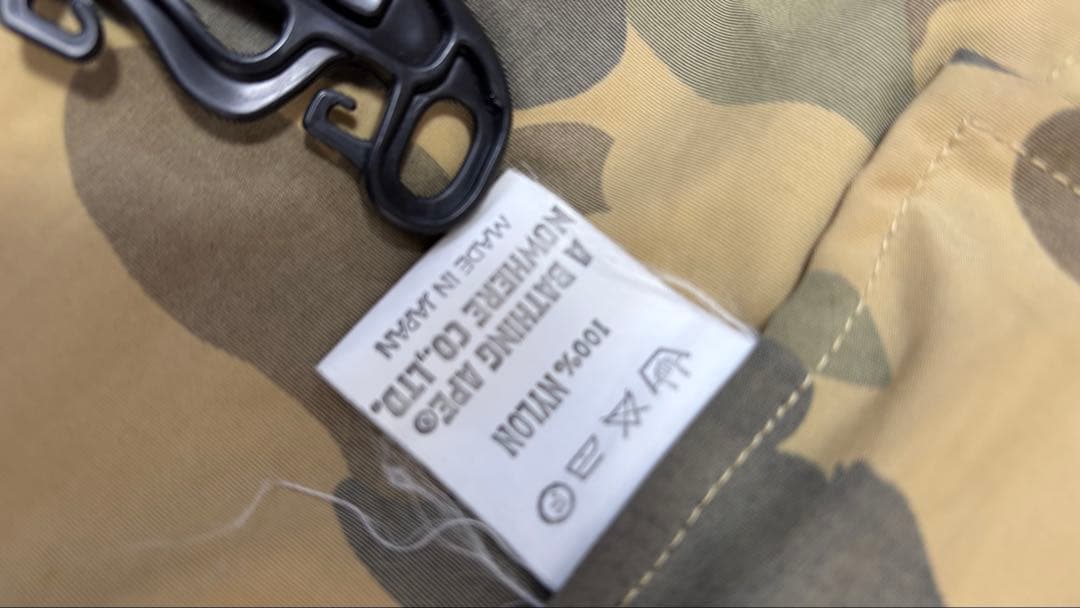 A BATHING APE®
NOWHERE CO.,LTD.
MADE IN JAPAN
100% NYLON